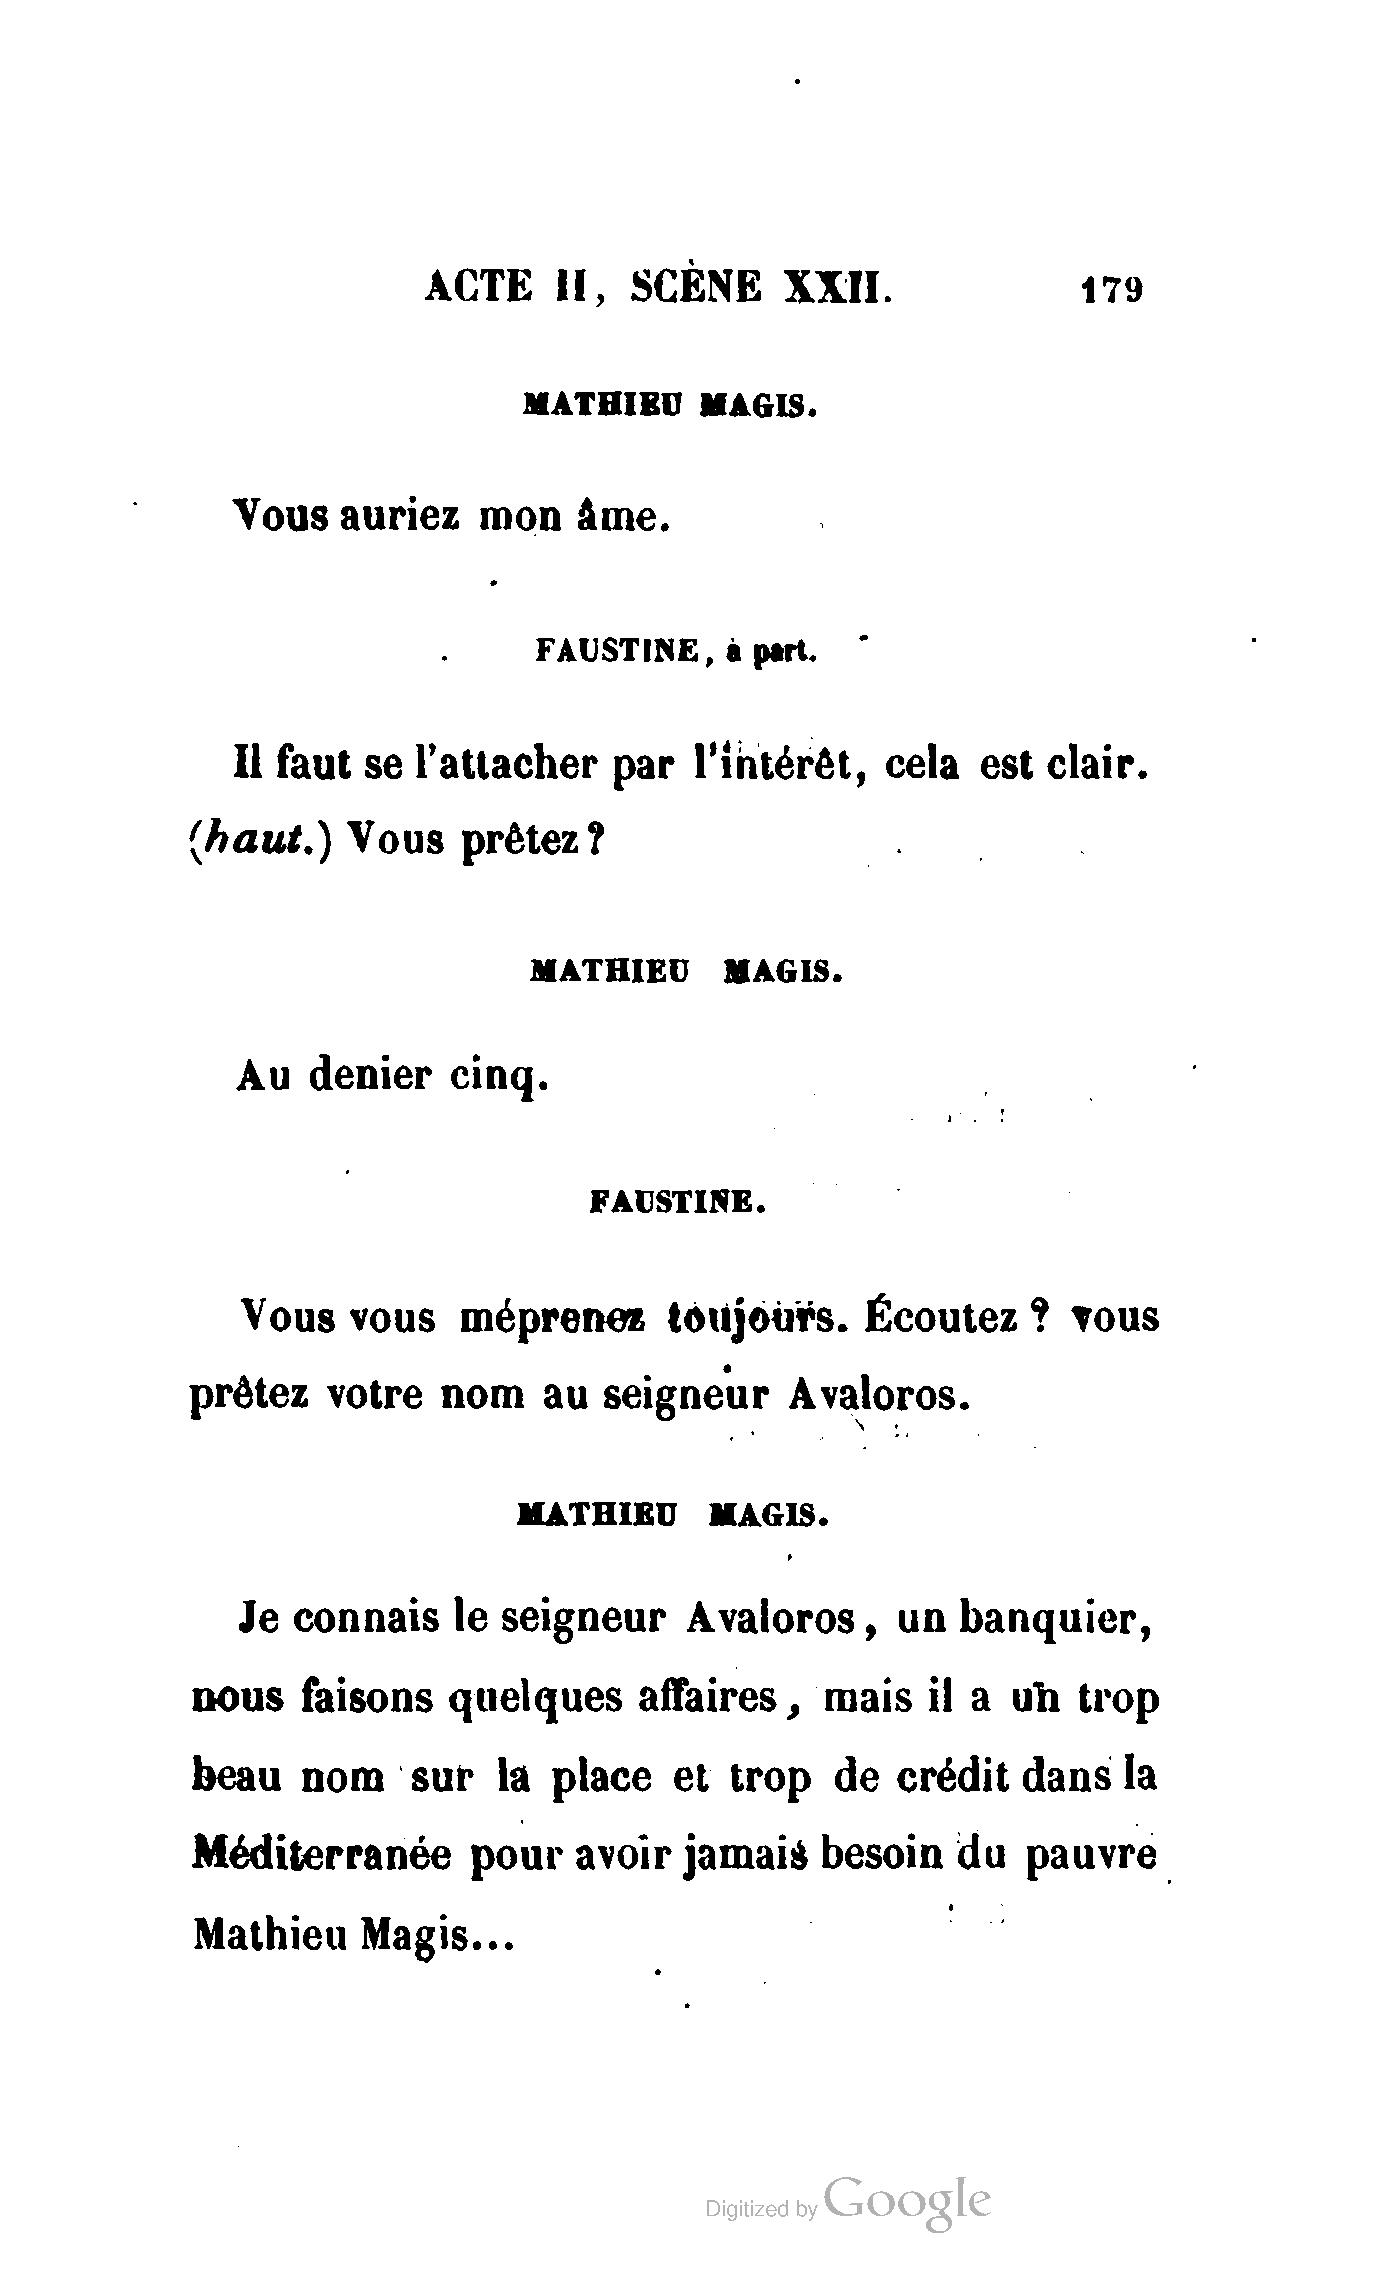 ACTE II, SCÈNE XXII. 179
MATHIEU MAGIS.
Vous auriez mon âme.
FAUSTINE, à part.
Il faut se l'attacher par l'intérêt, cela est clair.
(haut.) Vous prêtez ?
MATHIEU MAGIS.
Au denier cinq.
FAUSTINE.
Vous vous méprenez toujours. Écoutez ? vous
prêtez votre nom au seigneur Avaloros.
MATHIEU MAGIS.
Je connais le seigneur Avaloros, un banquier,
nous faisons quelques affaires, mais il a un trop
beau nom sur la place et trop de crédit dans la
Méditerranée pour avoir jamais besoin du pauvre
Mathieu Magis...
Digitized by Google